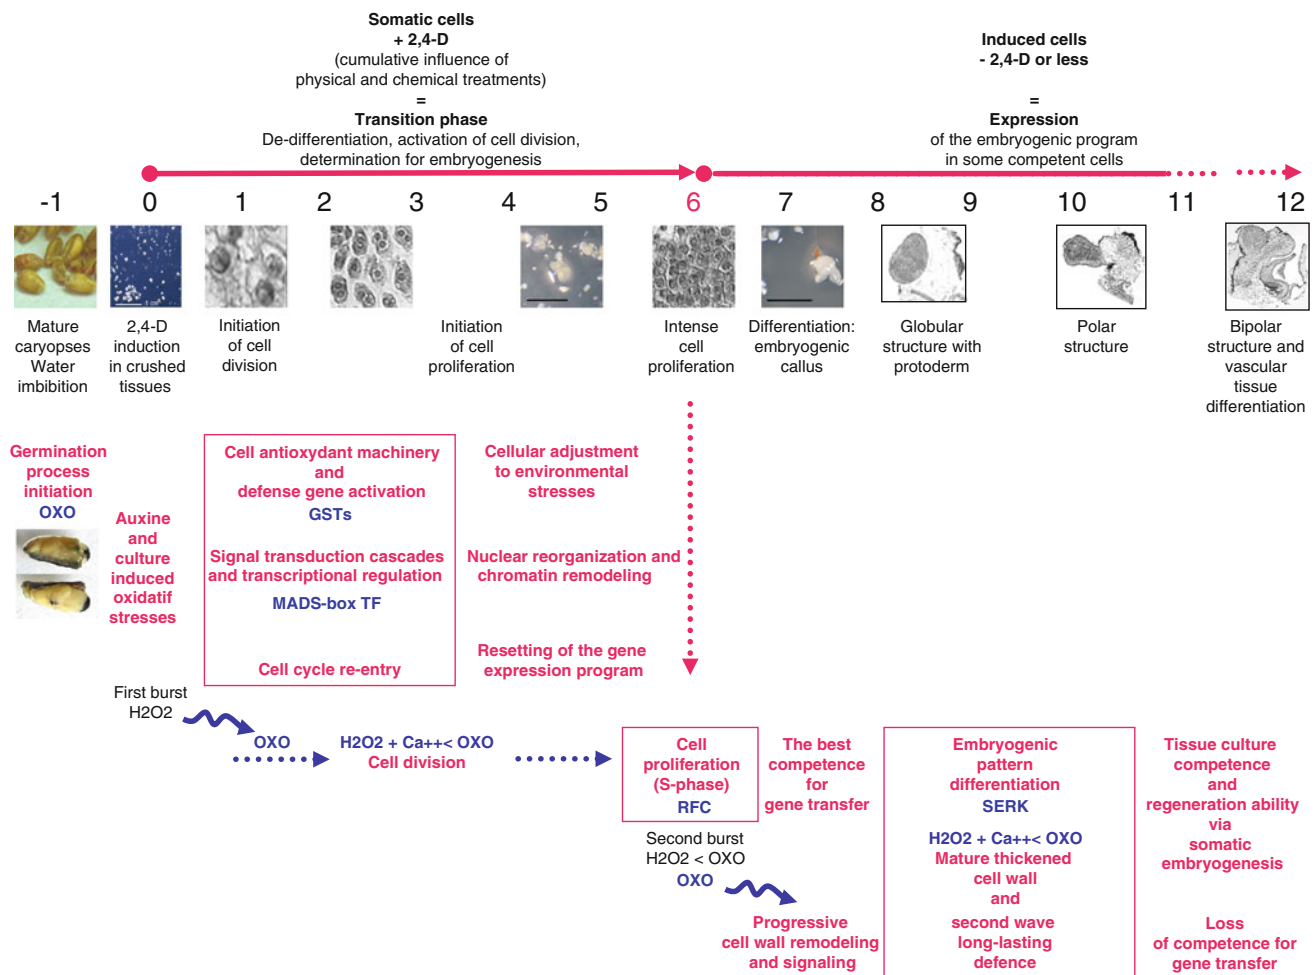 Somatic cells
+ 2,4-D
(cumulative influence of
physical and chemical treatments)
=
Transition phase
De-differentiation, activation of cell division,
determination for embryogenesis
Induced cells
- 2,4-D or less
=
Expression
of the embryogenic program
in some competent cells
-1 0 1 2 3 4 5 6 7 8 9 10 11 12
Mature
caryopses
Water
imbibition
2,4-D
induction
in crushed
tissues
Initiation
of cell
division
Initiation
of cell
proliferation
Intense
cell
proliferation
Differentiation:
embryogenic
callus
Globular
structure with
protoderm
Polar
structure
Bipolar
structure and
vascular
tissue
differentiation
Germination
process
initiation
OXO
Auxine
and
culture
induced
oxidatif
stresses
Cell antioxydant machinery
and
defense gene activation
GSTs
Signal transduction cascades
and transcriptional regulation
MADS-box TF
Cell cycle re-entry
Cellular adjustment
to environmental
stresses
Nuclear reorganization and
chromatin remodeling
Resetting of the gene
expression program
First burst
H2O2
OXO
H2O2 + Ca++< OXO
Cell division
Cell
proliferation
(S-phase)
RFC
Second burst
H2O2 < OXO
OXO
The best
competence
for
gene transfer
Progressive
cell wall remodeling
and signaling
Embryogenic
pattern
differentiation
SERK
H2O2 + Ca++< OXO
Mature thickened
cell wall
and
second wave
long-lasting
defence
Tissue culture
competence
and
regeneration ability
via
somatic
embryogenesis
Loss
of competence for
gene transfer